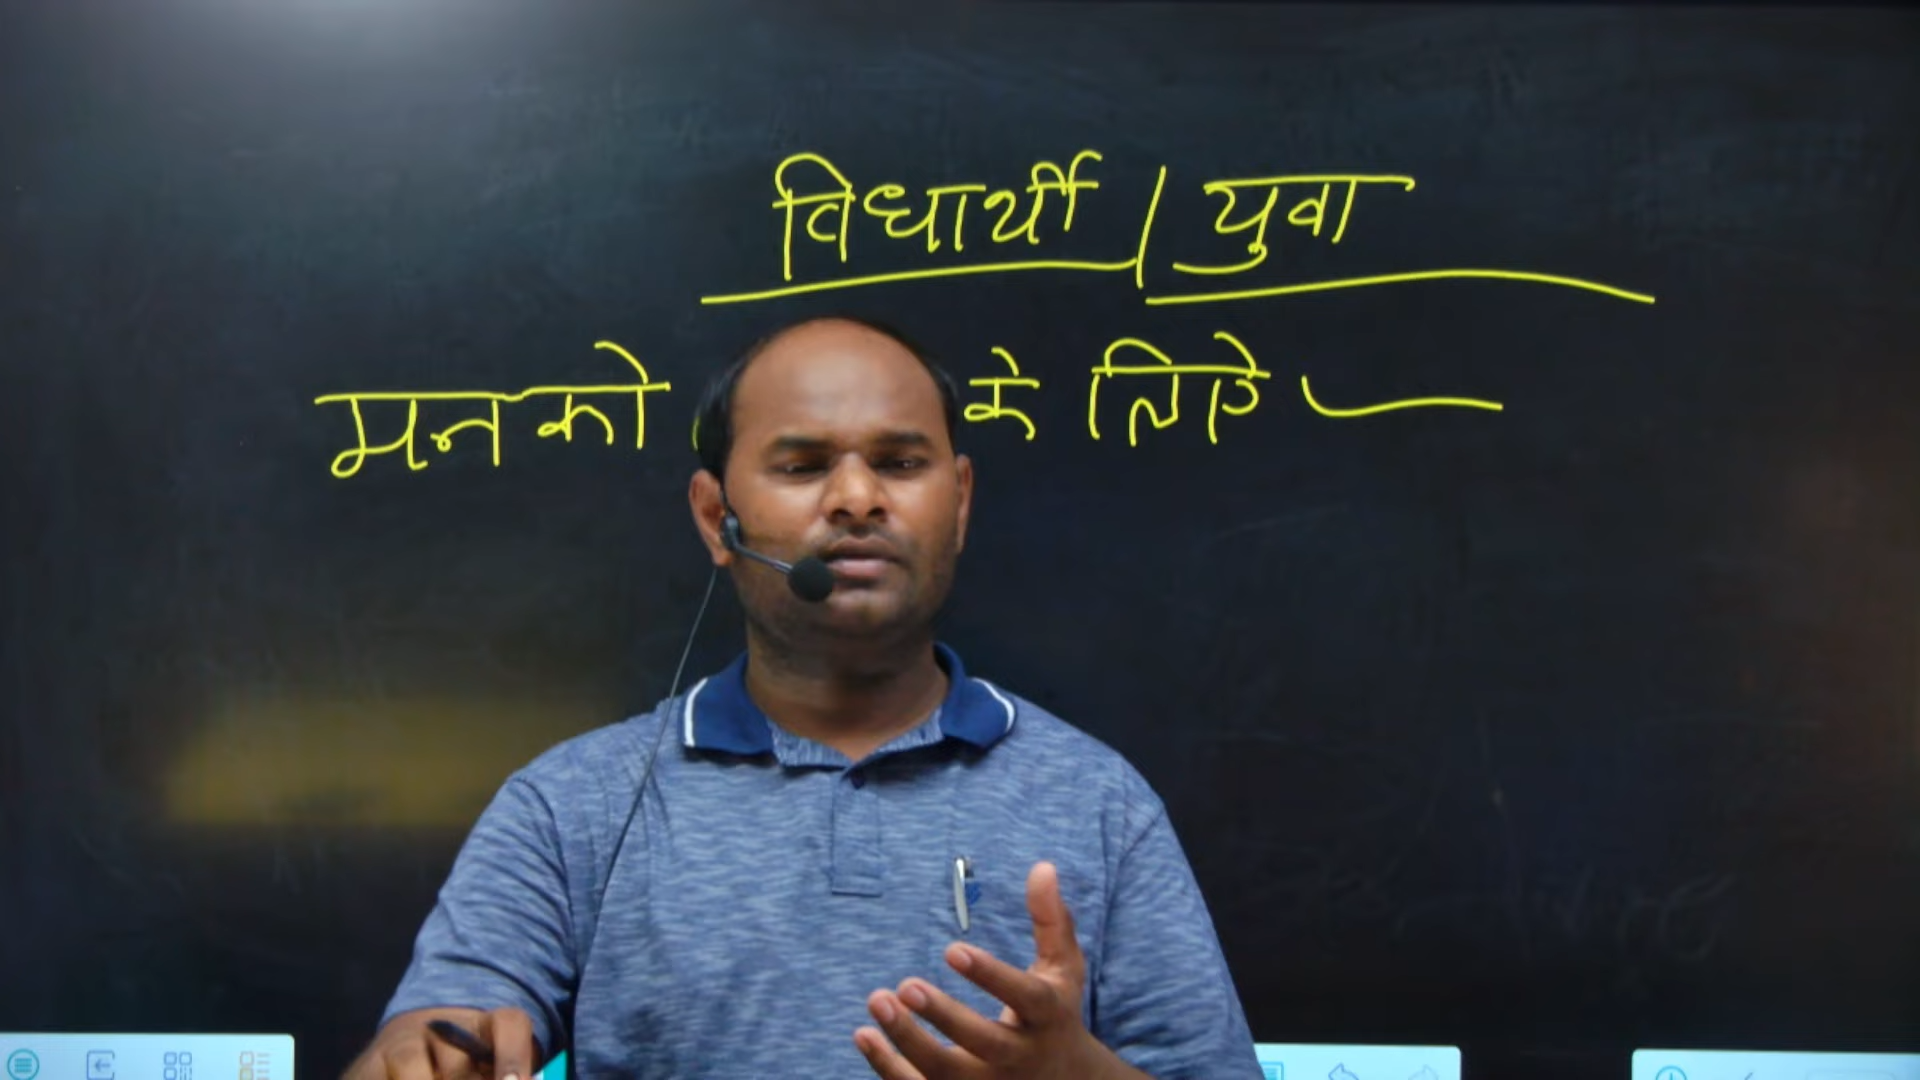 विधार्थी / युवा
मन को के लिए